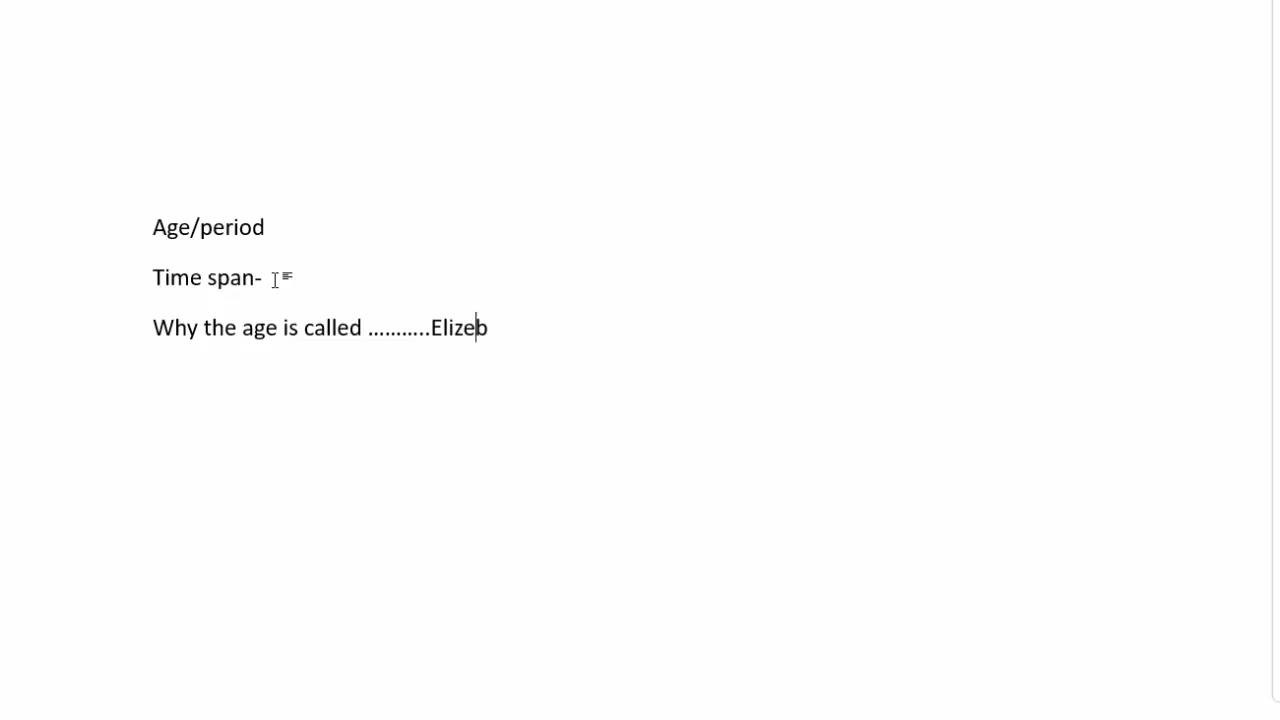 Age/period
Time span-
Why the age is called ………..Elizeb